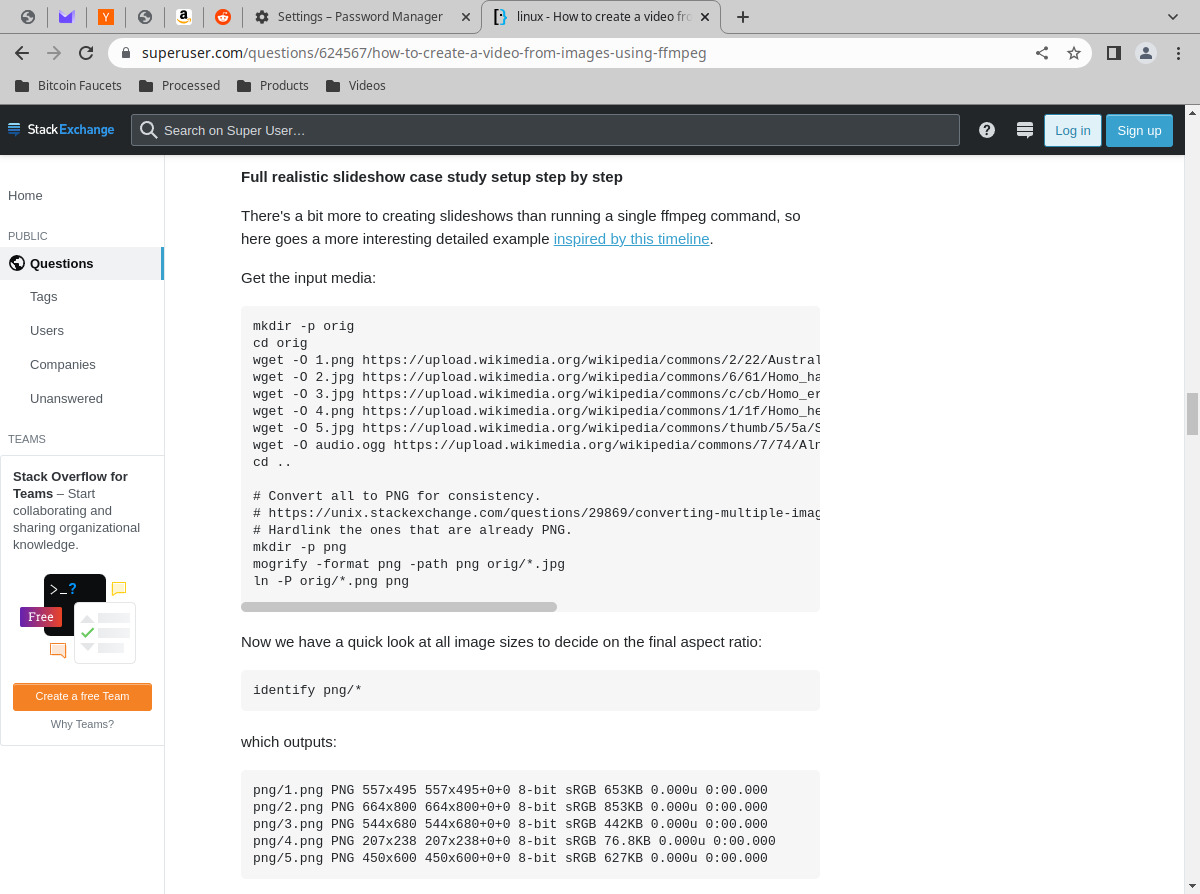 Settings – Password Manager
linux - How to create a video fro
superuser.com/questions/624567/how-to-create-a-video-from-images-using-ffmpeg
Bitcoin Faucets
Processed
Products
Videos
StackExchange
Search on Super User…
Log in
Sign up
Home
PUBLIC
Questions
Tags
Users
Companies
Unanswered
TEAMS
Stack Overflow for
Teams – Start
collaborating and
sharing organizational
knowledge.
>_?
Free
Create a free Team
Why Teams?
Full realistic slideshow case study setup step by step
There's a bit more to creating slideshows than running a single ffmpeg command, so
here goes a more interesting detailed example inspired by this timeline.
Get the input media:
mkdir -p orig
cd orig
wget -O 1.png https://upload.wikimedia.org/wikipedia/commons/2/22/Austral
wget -O 2.jpg https://upload.wikimedia.org/wikipedia/commons/6/61/Homo_ha
wget -O 3.jpg https://upload.wikimedia.org/wikipedia/commons/c/cb/Homo_er
wget -O 4.png https://upload.wikimedia.org/wikipedia/commons/1/1f/Homo_he
wget -O 5.jpg https://upload.wikimedia.org/wikipedia/commons/thumb/5/5a/S
wget -O audio.ogg https://upload.wikimedia.org/wikipedia/commons/7/74/Aln
cd ..
# Convert all to PNG for consistency.
# https://unix.stackexchange.com/questions/29869/converting-multiple-imag
# Hardlink the ones that are already PNG.
mkdir -p png
mogrify -format png -path png orig/*.jpg
ln -P orig/*.png png
Now we have a quick look at all image sizes to decide on the final aspect ratio:
identify png/*
which outputs:
png/1.png PNG 557x495 557x495+0+0 8-bit sRGB 653KB 0.000u 0:00.000
png/2.png PNG 664x800 664x800+0+0 8-bit sRGB 853KB 0.000u 0:00.000
png/3.png PNG 544x680 544x680+0+0 8-bit sRGB 442KB 0.000u 0:00.000
png/4.png PNG 207x238 207x238+0+0 8-bit sRGB 76.8KB 0.000u 0:00.000
png/5.png PNG 450x600 450x600+0+0 8-bit sRGB 627KB 0.000u 0:00.000